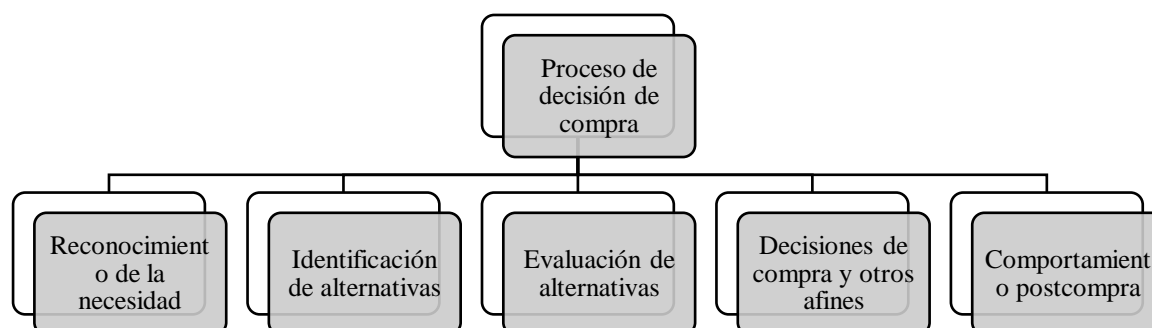 Proceso de
decisión de
compra
Reconocimient
o de la
necesidad
Identificación
de alternativas
Evaluación de
alternativas
Decisiones de
compra y otros
afines
Comportamient
o postcompra